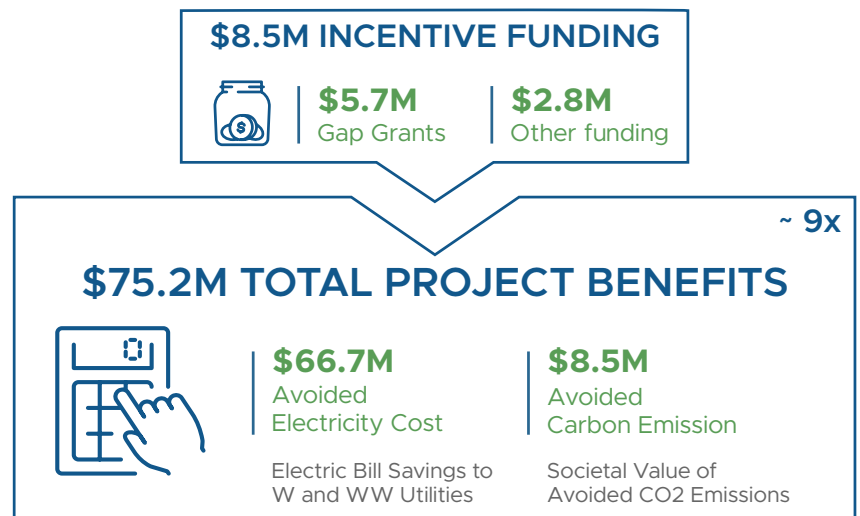 $8.5M INCENTIVE FUNDING
$
$5.7M
Gap Grants
$2.8M
Other funding
~ 9x
$75.2M TOTAL PROJECT BENEFITS
0
$66.7M
Avoided
Electricity Cost
Electric Bill Savings to
W and WW Utilities
$8.5M
Avoided
Carbon Emission
Societal Value of
Avoided CO2 Emissions